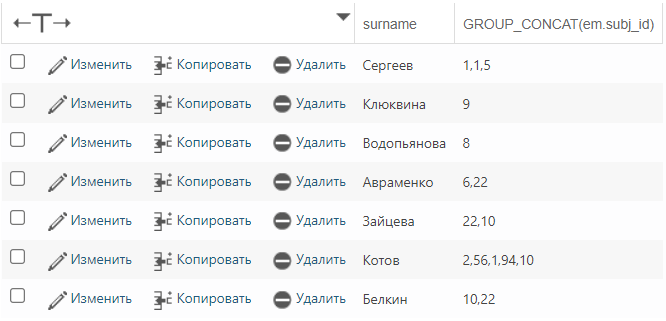 surname GROUP_CONCAT(em.subj_id)
Изменить Копировать Удалить Сергеев 1,1,5
Изменить Копировать Удалить Клюквина 9
Изменить Копировать Удалить Водопьянова 8
Изменить Копировать Удалить Авраменко 6,22
Изменить Копировать Удалить Зайцева 22,10
Изменить Копировать Удалить Котов 2,56,1,94,10
Изменить Копировать Удалить Белкин 10,22